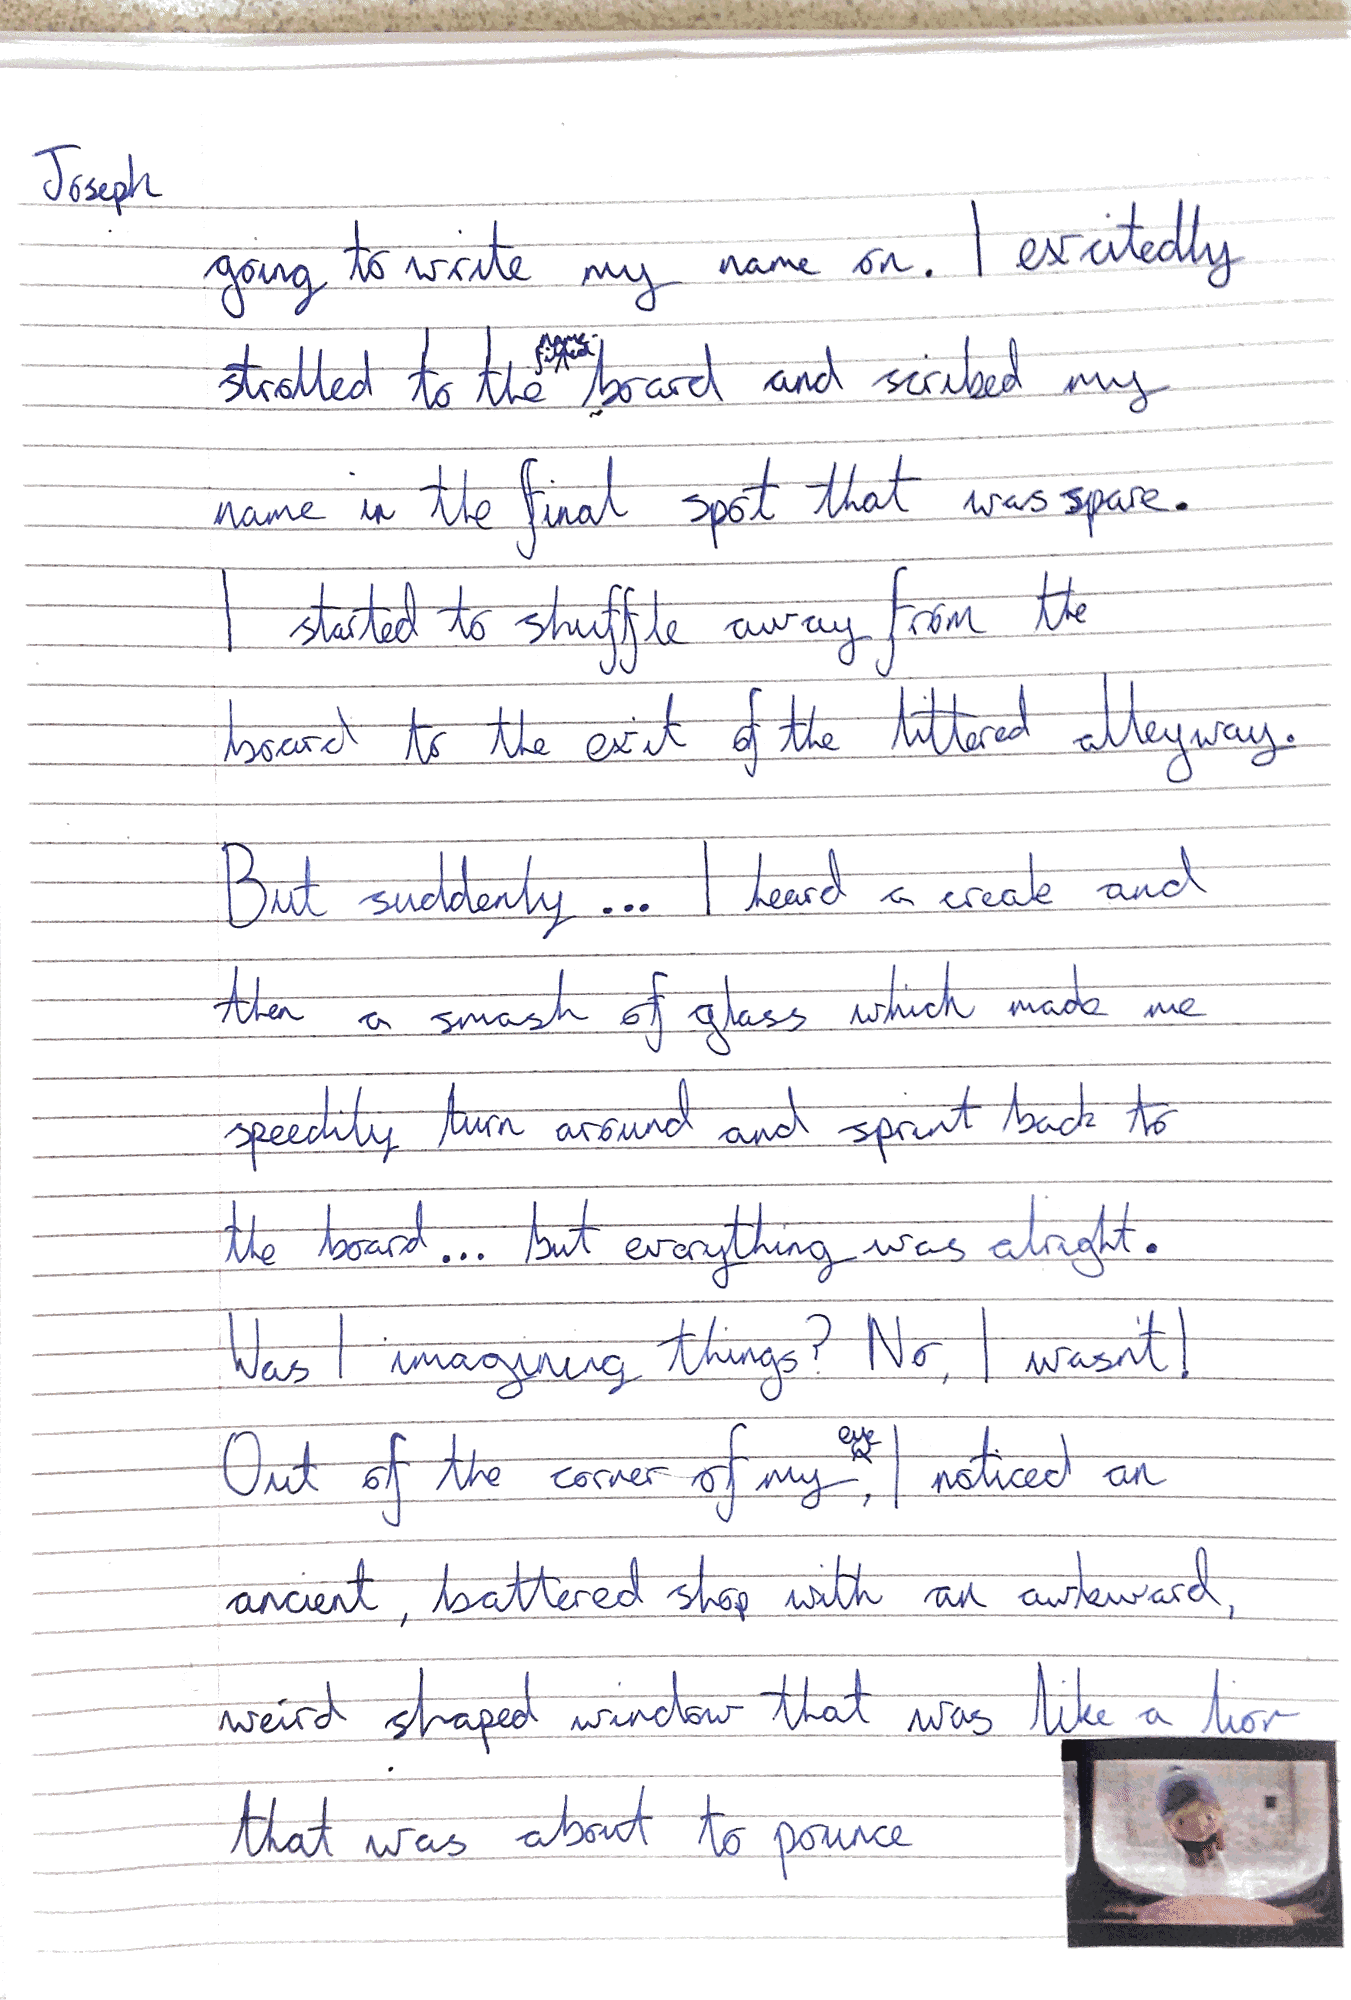 Joseph
going to write my name on. I excitedly
name-filled
strolled to the board and scribed my
name in the final spot that was spare.
I started to shuffle away from the
board to the exit of the littered alleyway.
But suddenly... I heard a creak and
then a smash of glass which made me
speedily turn around and sprint back to
the board... but everything was alright.
Was I imagining things? No, I wasn't!
eye
Out of the corner of my, I noticed an
ancient, battered shop with an awkward,
weird shaped window that was like a lion
that was about to pounce